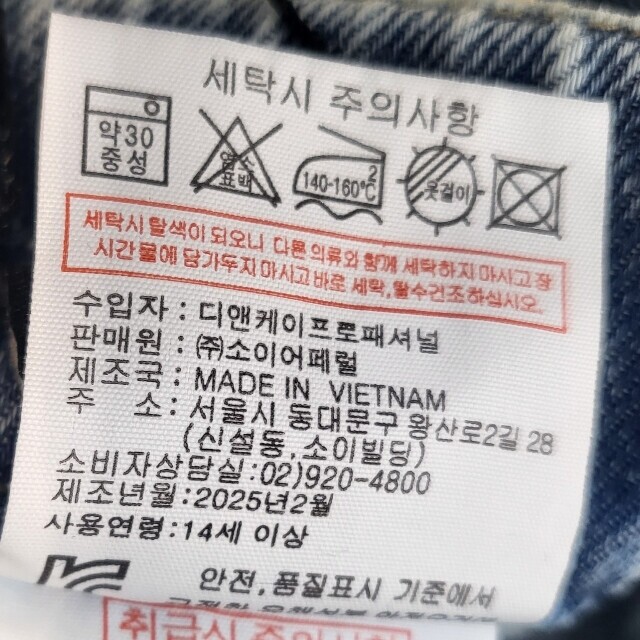 세탁시 주의사항
약30
중성
염소
표백
140-160℃
2
옷걸이
세탁시 탈색이 되오니 다른 의류와 함께 세탁하지 마시고 장
시간 물에 담가두지 마시고 바로 세탁,탈수건조 하십시오.
수입자 : 디앤케이프로패셔널
판매원 : ㈜소이어패럴
제조국 : MADE IN VIETNAM
주 소 : 서울시 동대문구 왕산로2길 28
(신설동,소이빌딩)
소비자상담실:02)920-4800
제조년월:2025년2월
사용연령:14세 이상
안전,품질표시 기준에서
취급시 주의사항